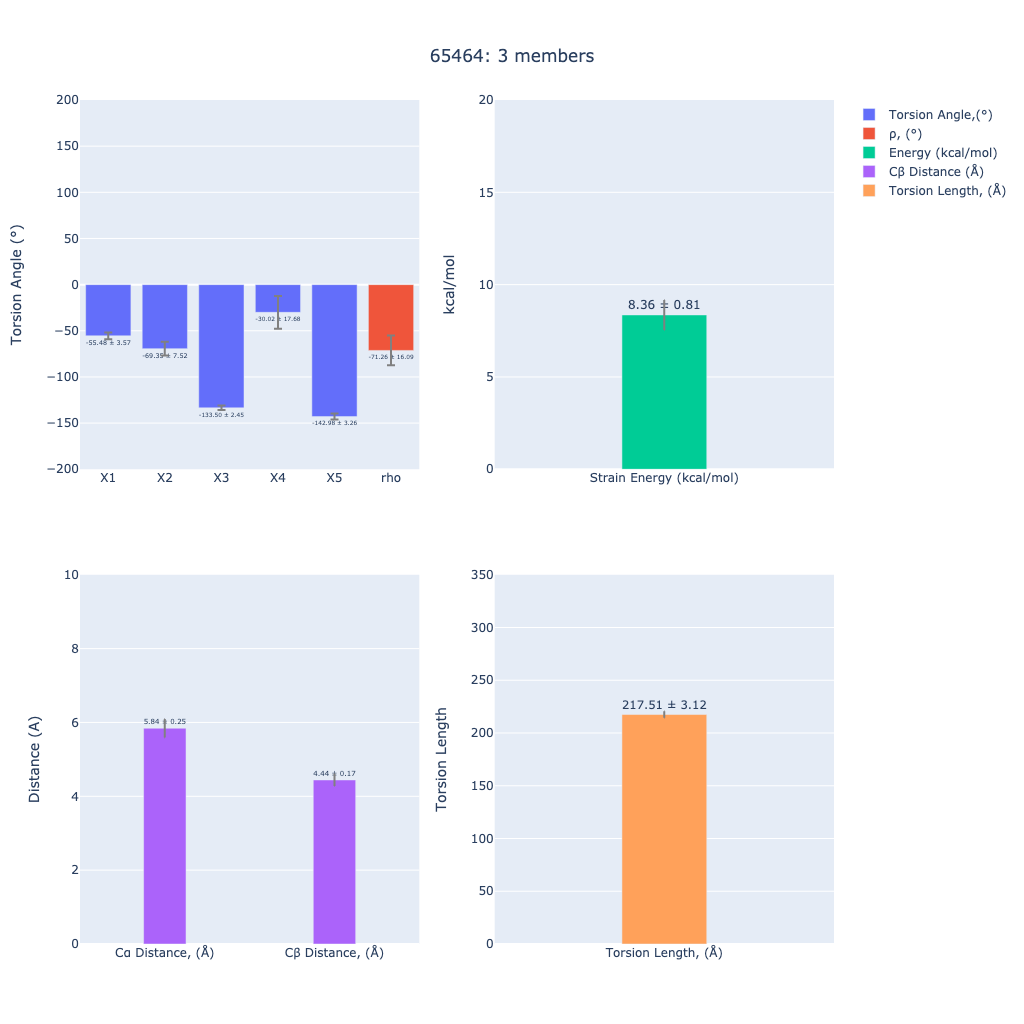 65464: 3 members
Torsion Angle (°)
200
150
100
50
0
−50
−100
−150
−200
-55.48 ± 3.57
-69.35 ± 7.52
-133.50 ± 2.45
-30.02 ± 17.68
-142.98 ± 3.26
-71.26 ± 16.09
X1 X2 X3 X4 X5 rho
kcal/mol
20
15
10
5
0
8.36 ± 0.81
Strain Energy (kcal/mol)
Torsion Angle,(°)
ρ, (°)
Energy (kcal/mol)
Cβ Distance (Å)
Torsion Length, (Å)
Distance (A)
10
8
6
4
2
0
5.84 ± 0.25
4.44 ± 0.17
Cα Distance, (Å) Cβ Distance, (Å)
Torsion Length
350
300
250
200
150
100
50
0
217.51 ± 3.12
Torsion Length, (Å)